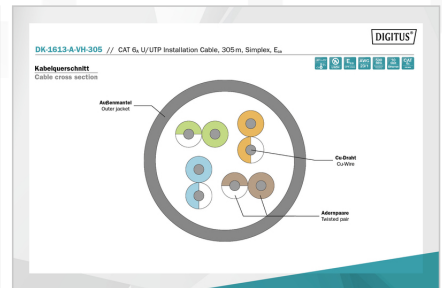 DIGITUS®
DK-1613-A-VH-305 // CAT 6A U/UTP Installation Cable, 305 m, Simplex, Eca
Kabelquerschnitt
Cable cross section
Außenmantel
Outer jacket
Cu-Draht
Cu-Wire
Adernpaare
Twisted pair